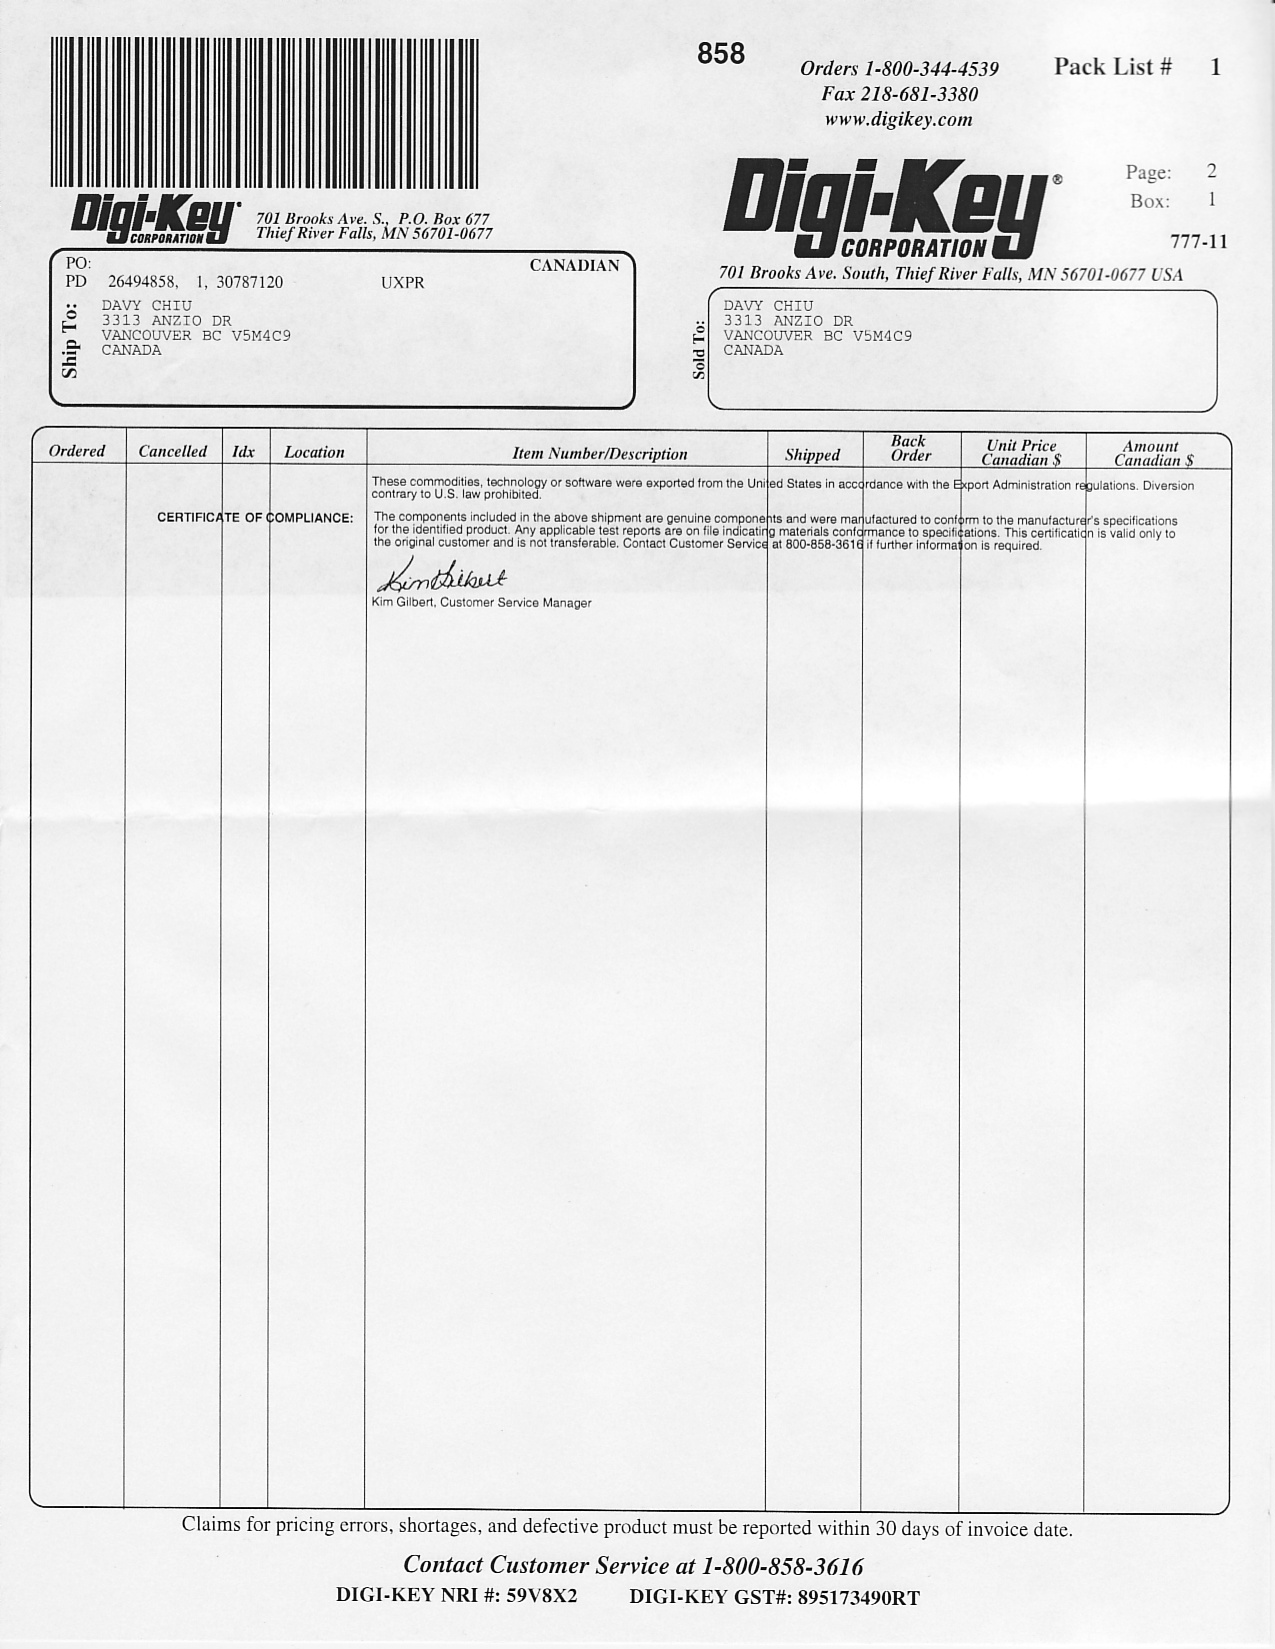 858
Orders 1-800-344-4539
Fax 218-681-3380
www.digikey.com
Pack List # 1
Digi-Key
CORPORATION
701 Brooks Ave. S., P.O. Box 677
Thief River Falls, MN 56701-0677
Digi-Key®
CORPORATION
Page: 2
Box: 1
777-11
701 Brooks Ave. South, Thief River Falls, MN 56701-0677 USA
PO: CANADIAN
PD 26494858, 1, 30787120 UXPR
Ship To:
DAVY CHIU
3313 ANZIO DR
VANCOUVER BC V5M4C9
CANADA
Sold To:
DAVY CHIU
3313 ANZIO DR
VANCOUVER BC V5M4C9
CANADA
Ordered Cancelled Idx Location Item Number/Description Shipped Back Order Unit Price Canadian $ Amount Canadian $
These commodities, technology or software were exported from the United States in accordance with the Export Administration regulations. Diversion
contrary to U.S. law prohibited.
CERTIFICATE OF COMPLIANCE: The components included in the above shipment are genuine components and were manufactured to conform to the manufacturer's specifications
for the identified product. Any applicable test reports are on file indicating materials conformance to specifications. This certification is valid only to
the original customer and is not transferable. Contact Customer Service at 800-858-3616 if further information is required.
Kim Gilbert
Kim Gilbert, Customer Service Manager
Claims for pricing errors, shortages, and defective product must be reported within 30 days of invoice date.
Contact Customer Service at 1-800-858-3616
DIGI-KEY NRI #: 59V8X2 DIGI-KEY GST#: 895173490RT